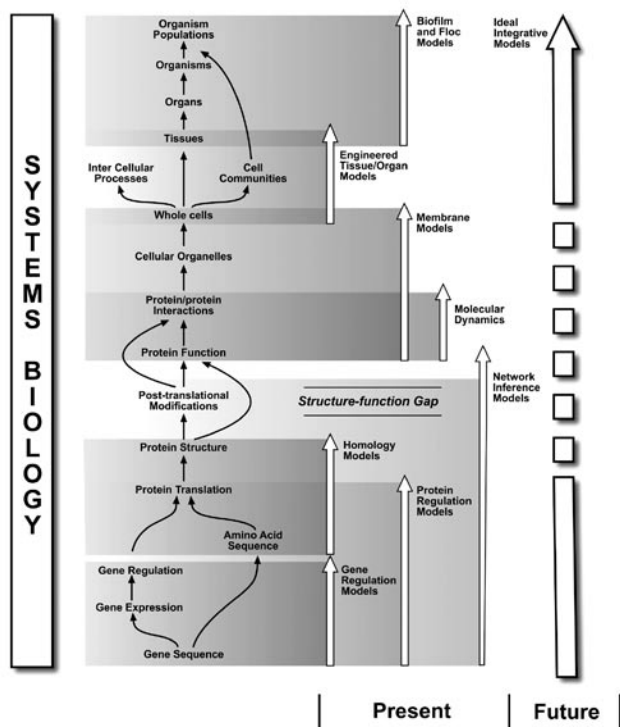 SYSTEMS BIOLOGY
Organism
Populations
Organisms
Organs
Tissues
Inter Cellular
Processes
Cell
Communities
Whole cells
Cellular Organelles
Protein/protein
Interactions
Protein Function
Post-translational
Modifications
Structure-function Gap
Protein Structure
Protein Translation
Amino Acid
Sequence
Gene Regulation
Gene Expression
Gene Sequence
Biofilm
and Floc
Models
Engineered
Tissue/Organ
Models
Membrane
Models
Molecular
Dynamics
Network
Inference
Models
Homology
Models
Protein
Regulation
Models
Gene
Regulation
Models
Ideal
Integrative
Models
Present
Future